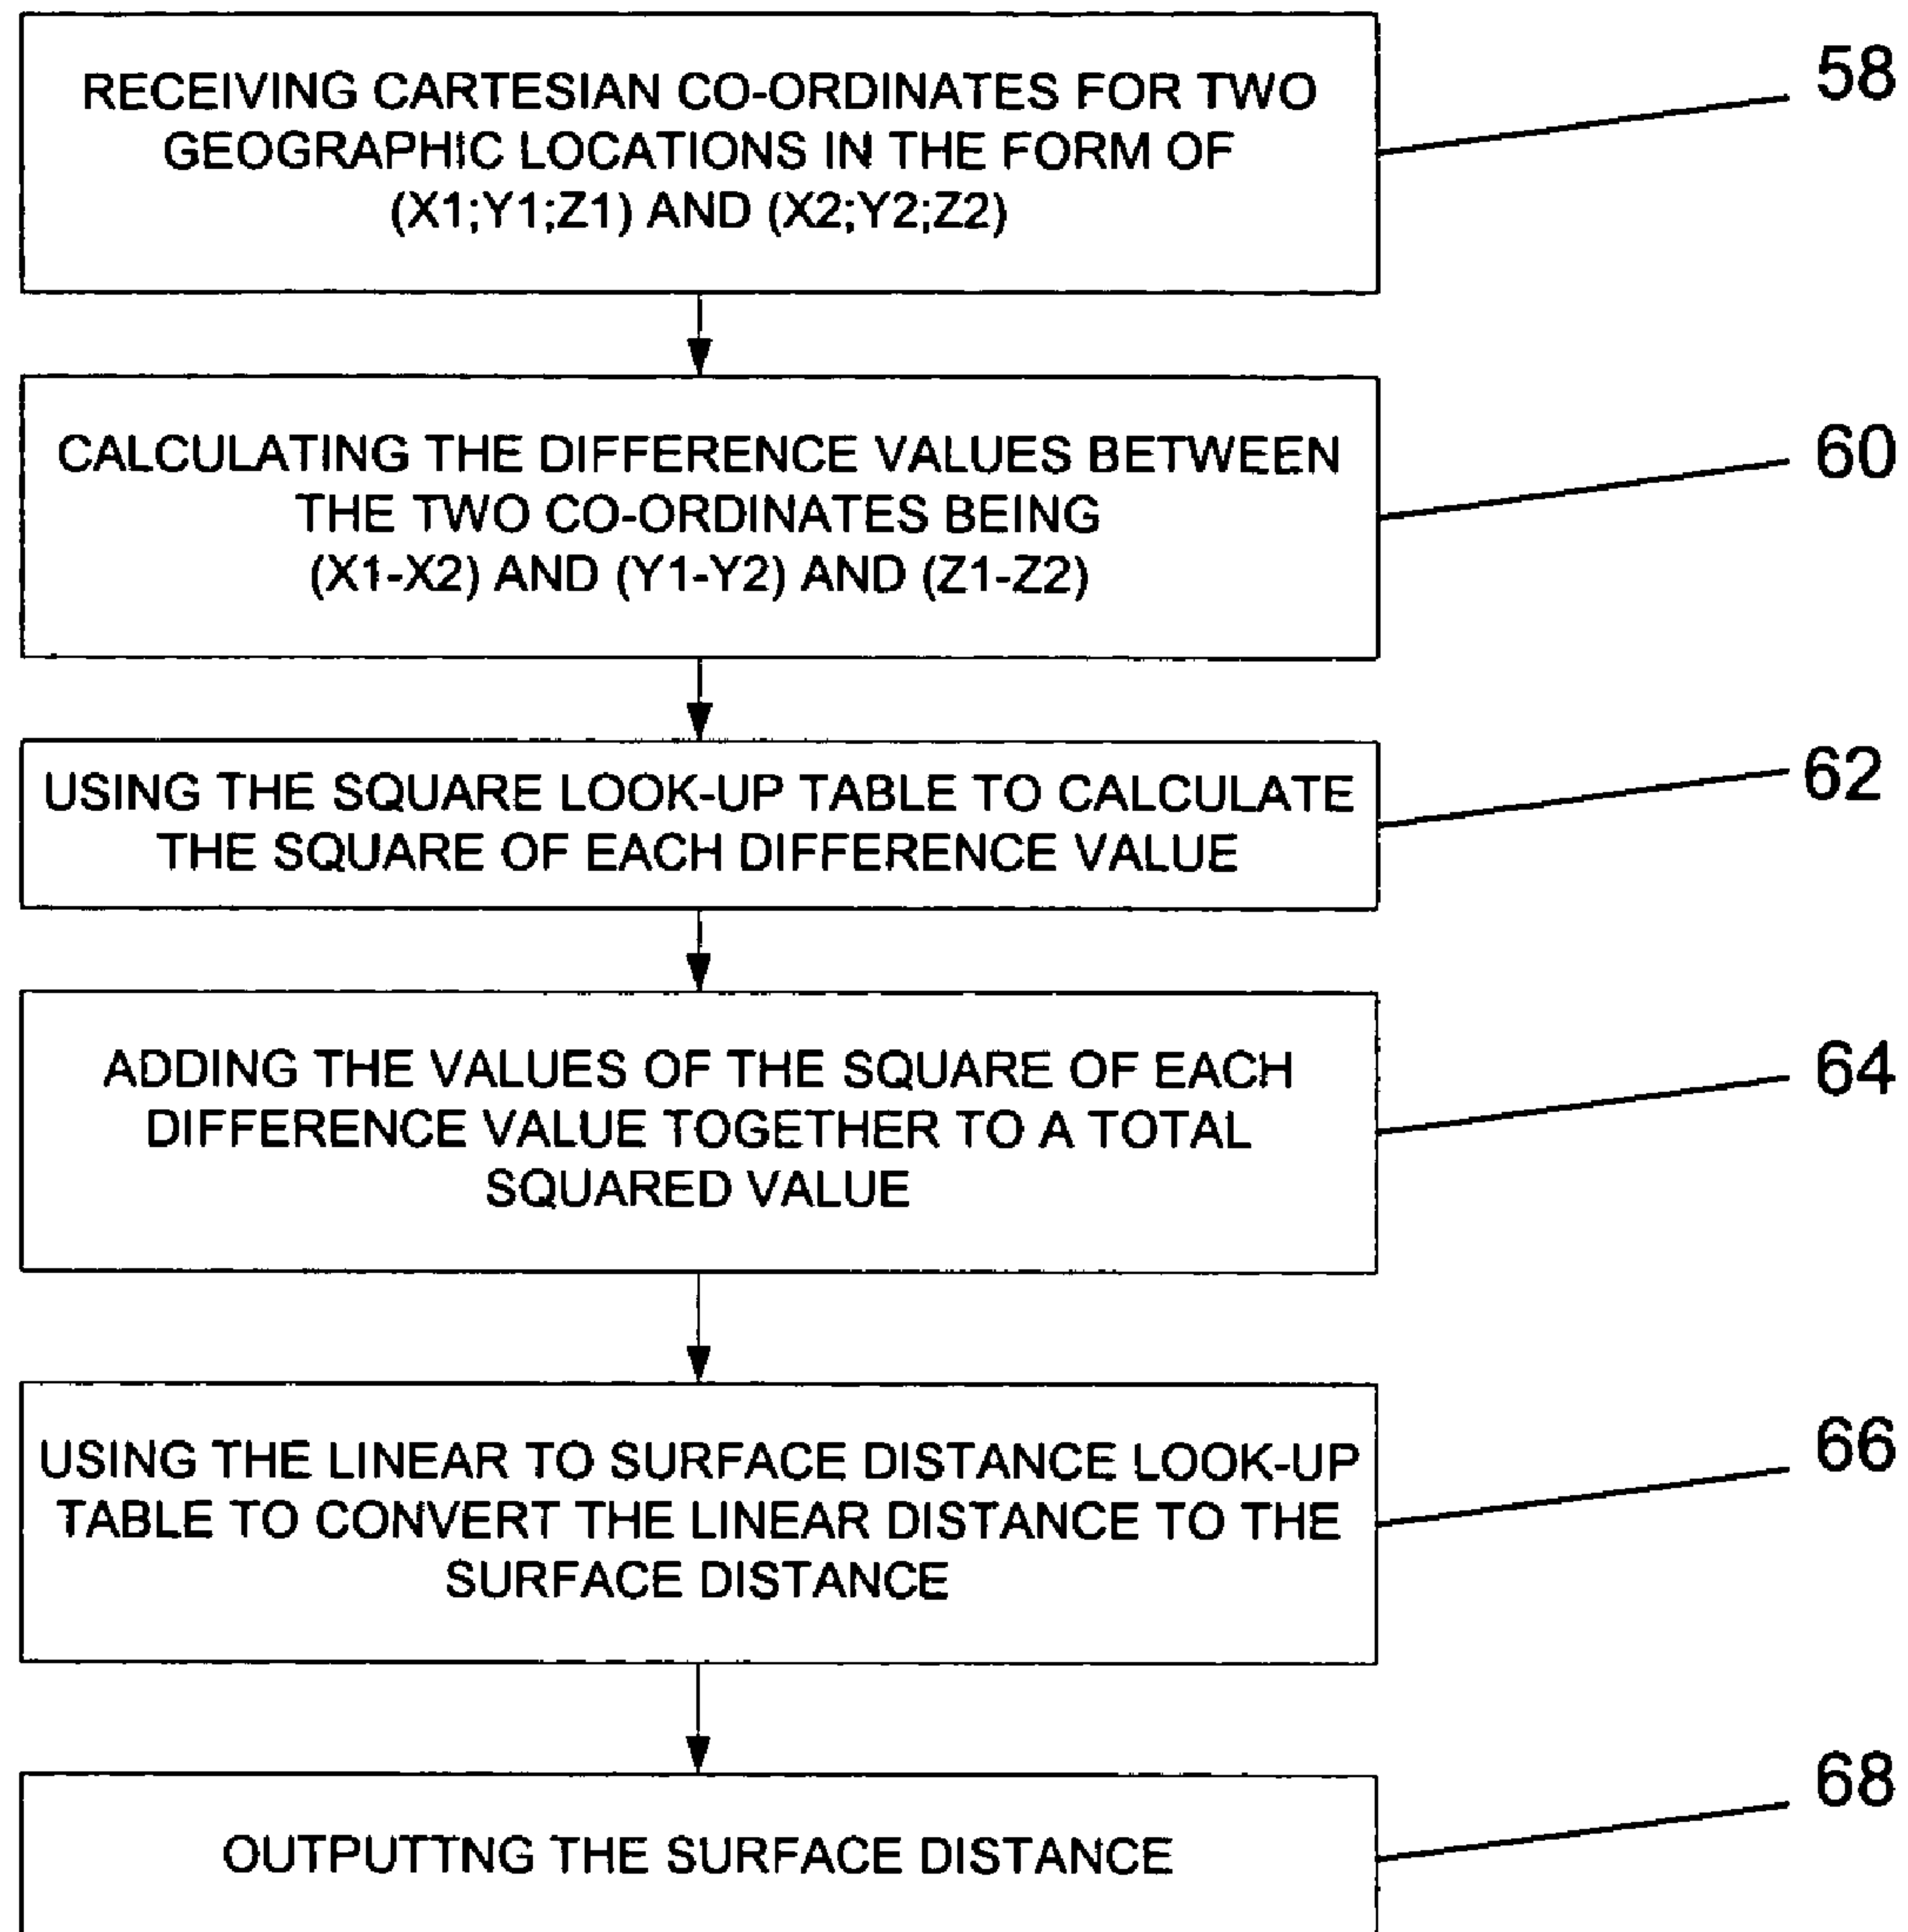 RECEIVING CARTESIAN CO-ORDINATES FOR TWO
GEOGRAPHIC LOCATIONS IN THE FORM OF
(X1;Y1;Z1) AND (X2;Y2;Z2)
58
CALCULATING THE DIFFERENCE VALUES BETWEEN
THE TWO CO-ORDINATES BEING
(X1-X2) AND (Y1-Y2) AND (Z1-Z2)
60
USING THE SQUARE LOOK-UP TABLE TO CALCULATE
THE SQUARE OF EACH DIFFERENCE VALUE
62
ADDING THE VALUES OF THE SQUARE OF EACH
DIFFERENCE VALUE TOGETHER TO A TOTAL
SQUARED VALUE
64
USING THE LINEAR TO SURFACE DISTANCE LOOK-UP
TABLE TO CONVERT THE LINEAR DISTANCE TO THE
SURFACE DISTANCE
66
OUTPUTTNG THE SURFACE DISTANCE
68